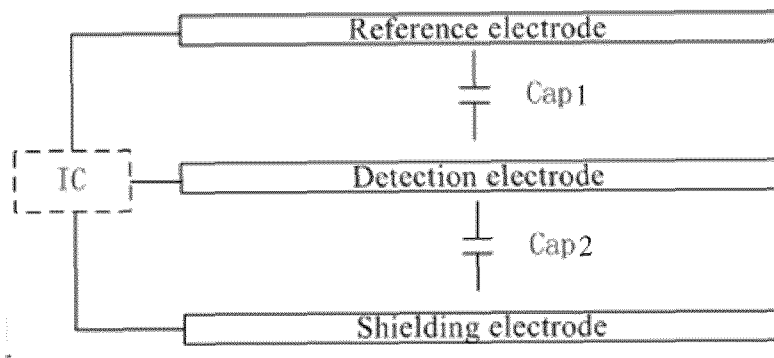 Reference electrode
Cap1
IC
Detection electrode
Cap2
Shielding electrode